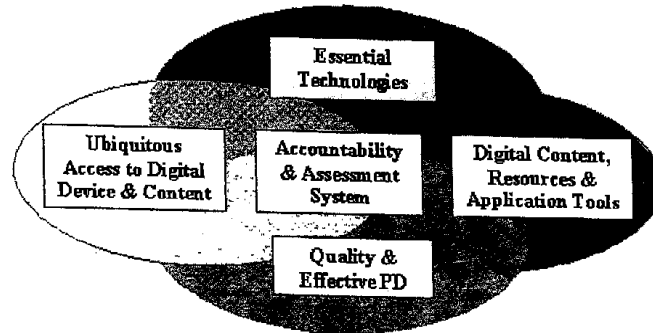 Essential
Technologies
Ubiquitous
Access to Digital
Device & Content
Accountability
& Assessment
System
Digital Content,
Resources &
Application Tools
Quality &
Effective PD